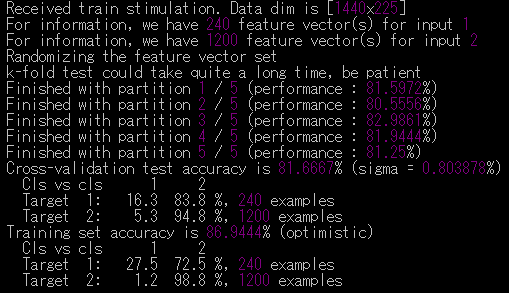 Received train stimulation. Data dim is [1440x225]
For information, we have 240 feature vector(s) for input 1
For information, we have 1200 feature vector(s) for input 2
Randomizing the feature vector set
k-fold test could take quite a long time, be patient
Finished with partition 1 / 5 (performance : 81.5972%)
Finished with partition 2 / 5 (performance : 80.5556%)
Finished with partition 3 / 5 (performance : 82.9861%)
Finished with partition 4 / 5 (performance : 81.9444%)
Finished with partition 5 / 5 (performance : 81.25%)
Cross-validation test accuracy is 81.6667% (sigma = 0.803878%)
Cls vs cls 1 2
Target 1: 16.3 83.8 %, 240 examples
Target 2: 5.3 94.8 %, 1200 examples
Training set accuracy is 86.9444% (optimistic)
Cls vs cls 1 2
Target 1: 27.5 72.5 %, 240 examples
Target 2: 1.2 98.8 %, 1200 examples